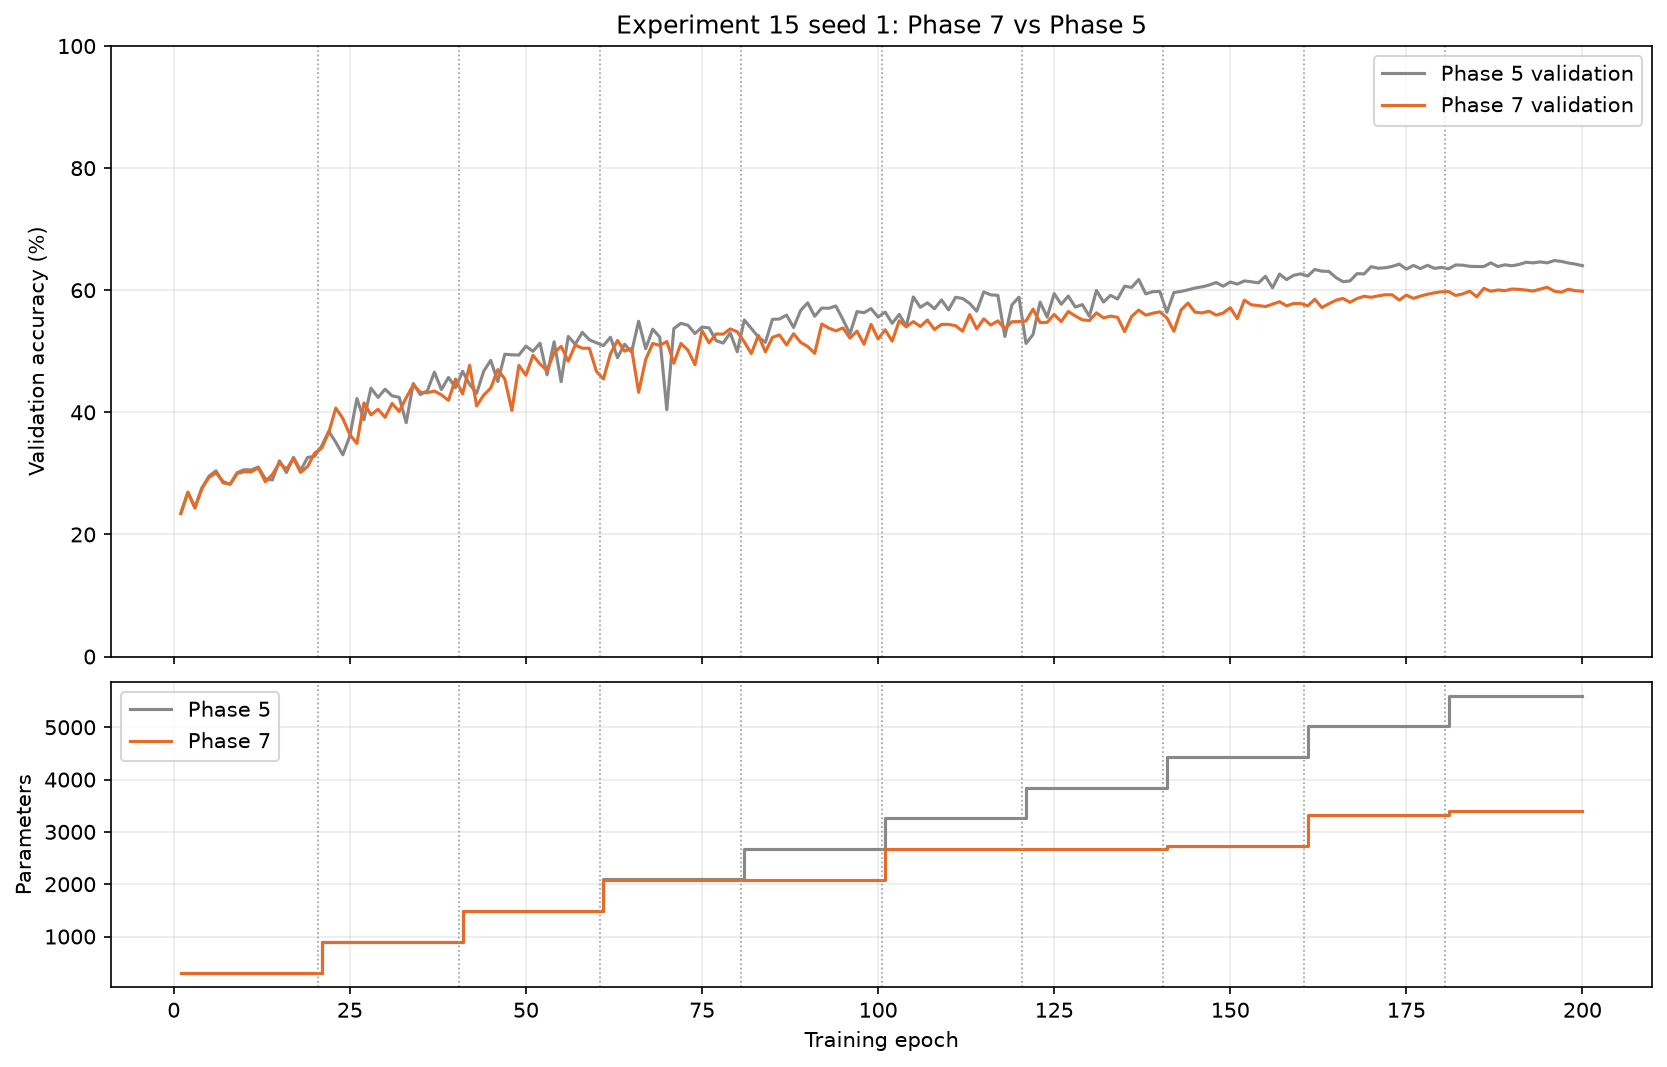 Experiment 15 seed 1: Phase 7 vs Phase 5
Validation accuracy (%)
100
80
60
40
20
0
Phase 5 validation
Phase 7 validation
Parameters
5000
4000
3000
2000
1000
Phase 5
Phase 7
0 25 50 75 100 125 150 175 200
Training epoch